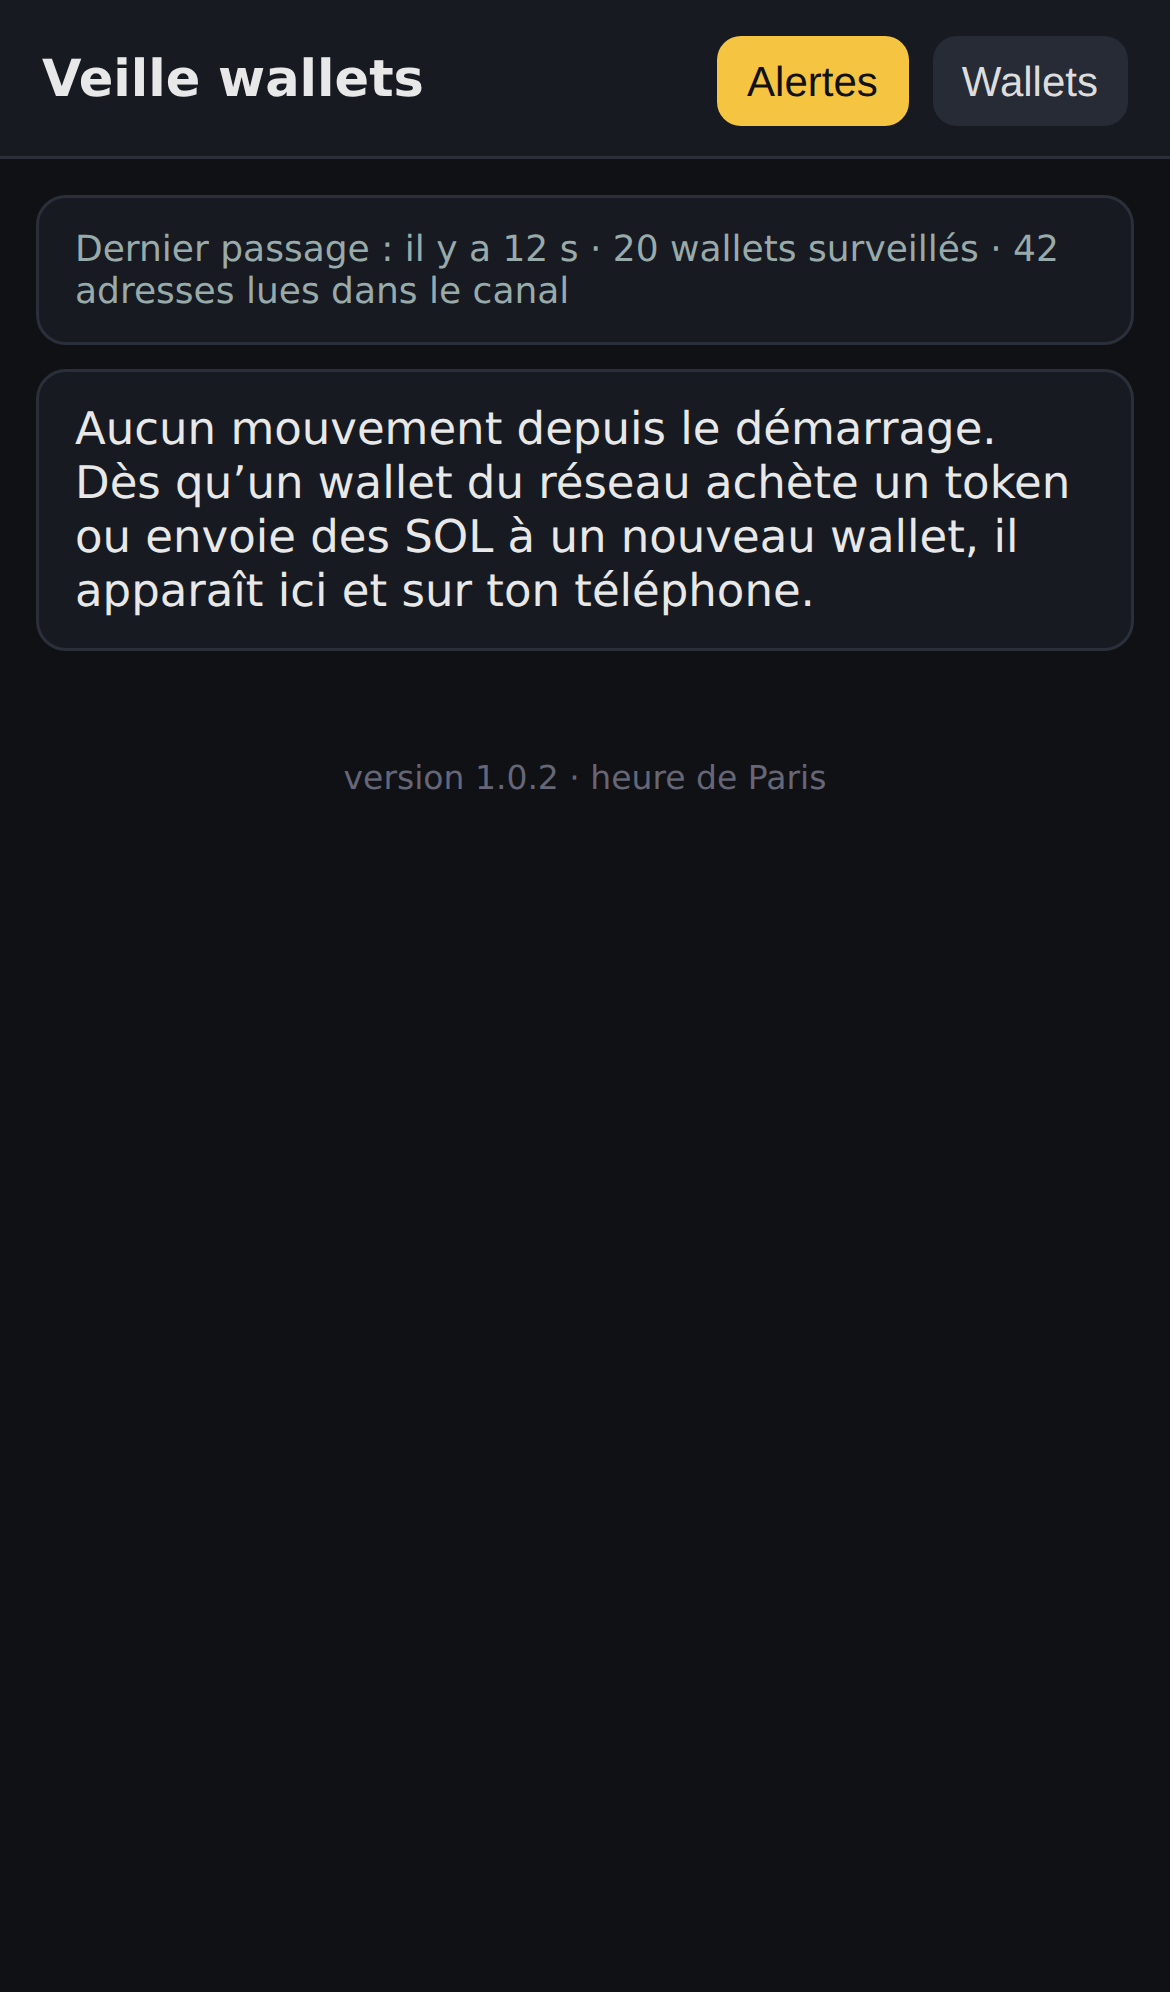 Veille wallets
Alertes
Wallets
Dernier passage : il y a 12 s · 20 wallets surveillés · 42
adresses lues dans le canal
Aucun mouvement depuis le démarrage.
Dès qu’un wallet du réseau achète un token
ou envoie des SOL à un nouveau wallet, il
apparaît ici et sur ton téléphone.
version 1.0.2 · heure de Paris